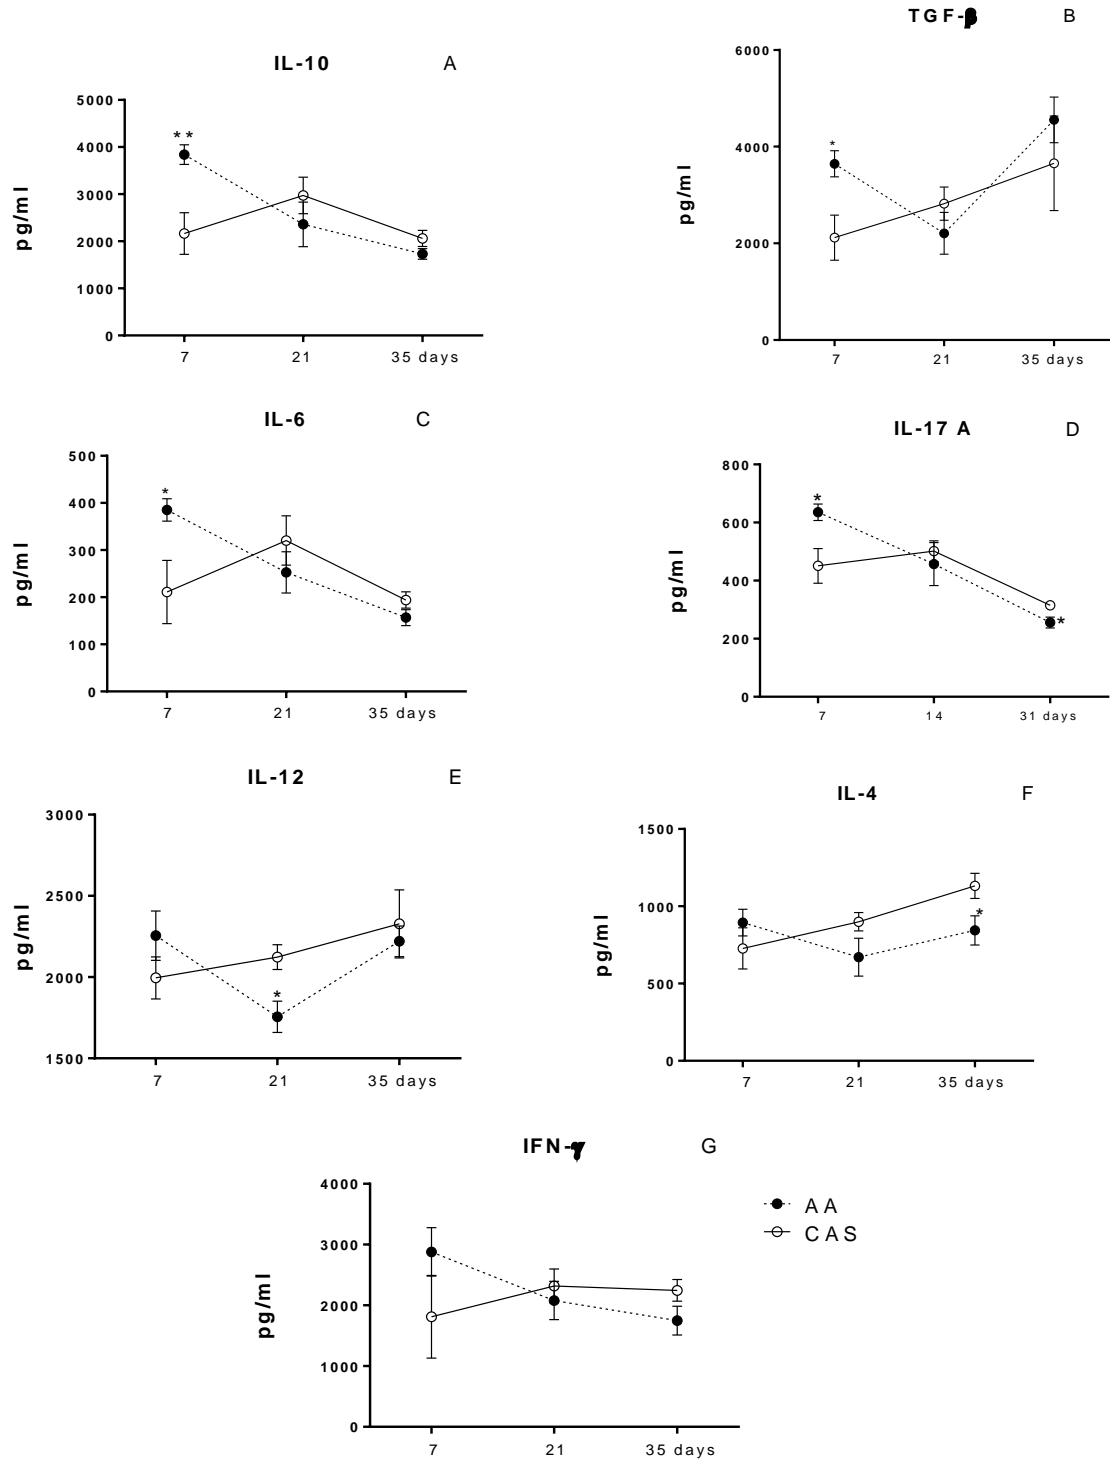 IL-10 A
5000
4000
3000
2000
1000
0
pg/ml
**
7 21 35 days
TGF-β B
6000
4000
2000
0
pg/ml
*
7 21 35 days
IL-6 C
500
400
300
200
100
0
pg/ml
*
7 21 35 days
IL-17 A D
800
600
400
200
0
pg/ml
*
*
7 14 31 days
IL-12 E
3000
2500
2000
1500
pg/ml
*
7 21 35 days
IL-4 F
1500
1000
500
0
pg/ml
*
7 21 35 days
IFN-γ G
4000
3000
2000
1000
0
pg/ml
7 21 35 days
AA
CAS